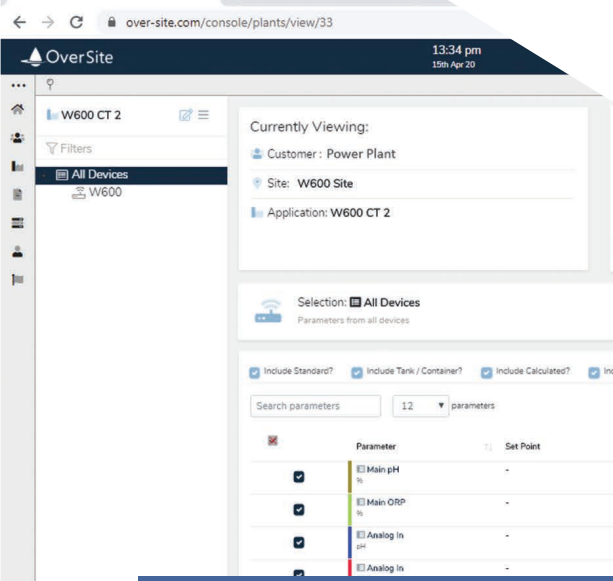 over-site.com/console/plants/view/33
OverSite
13:34 pm
15th Apr 20
W600 CT 2
Filters
All Devices
W600
Currently Viewing:
Customer : Power Plant
Site: W600 Site
Application: W600 CT 2
Selection: All Devices
Parameters from all devices
Include Standard?
Include Tank / Container?
Include Calculated?
Search parameters
12
parameters
Parameter
Set Point
Main pH
-
%
Main ORP
-
%
Analog In
-
pH
Analog In
-